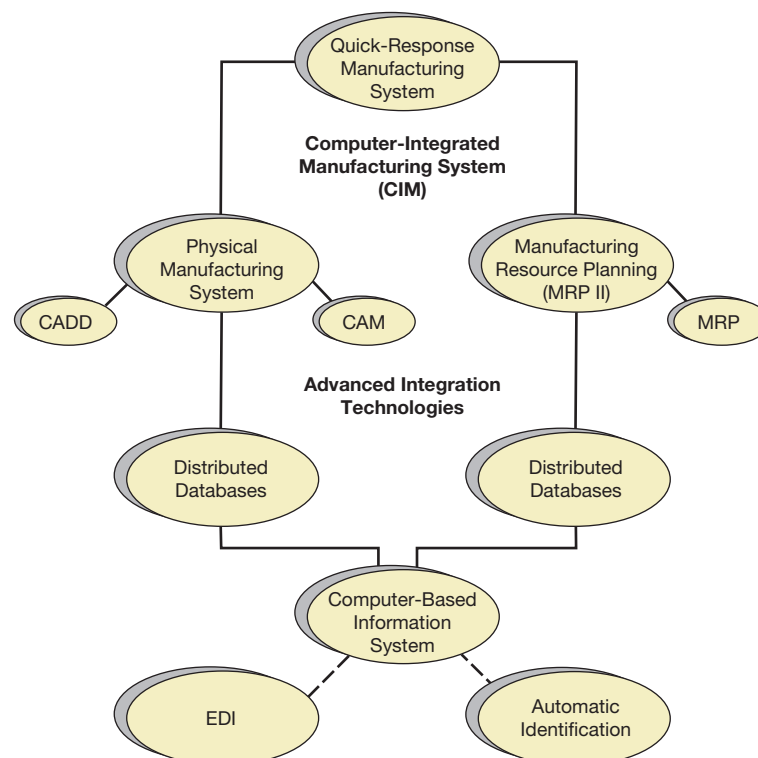 Quick-Response
Manufacturing
System
Computer-Integrated
Manufacturing System
(CIM)
Physical
Manufacturing
System
Manufacturing
Resource Planning
(MRP II)
CADD
CAM
MRP
Advanced Integration
Technologies
Distributed
Databases
Distributed
Databases
Computer-Based
Information
System
EDI
Automatic
Identification